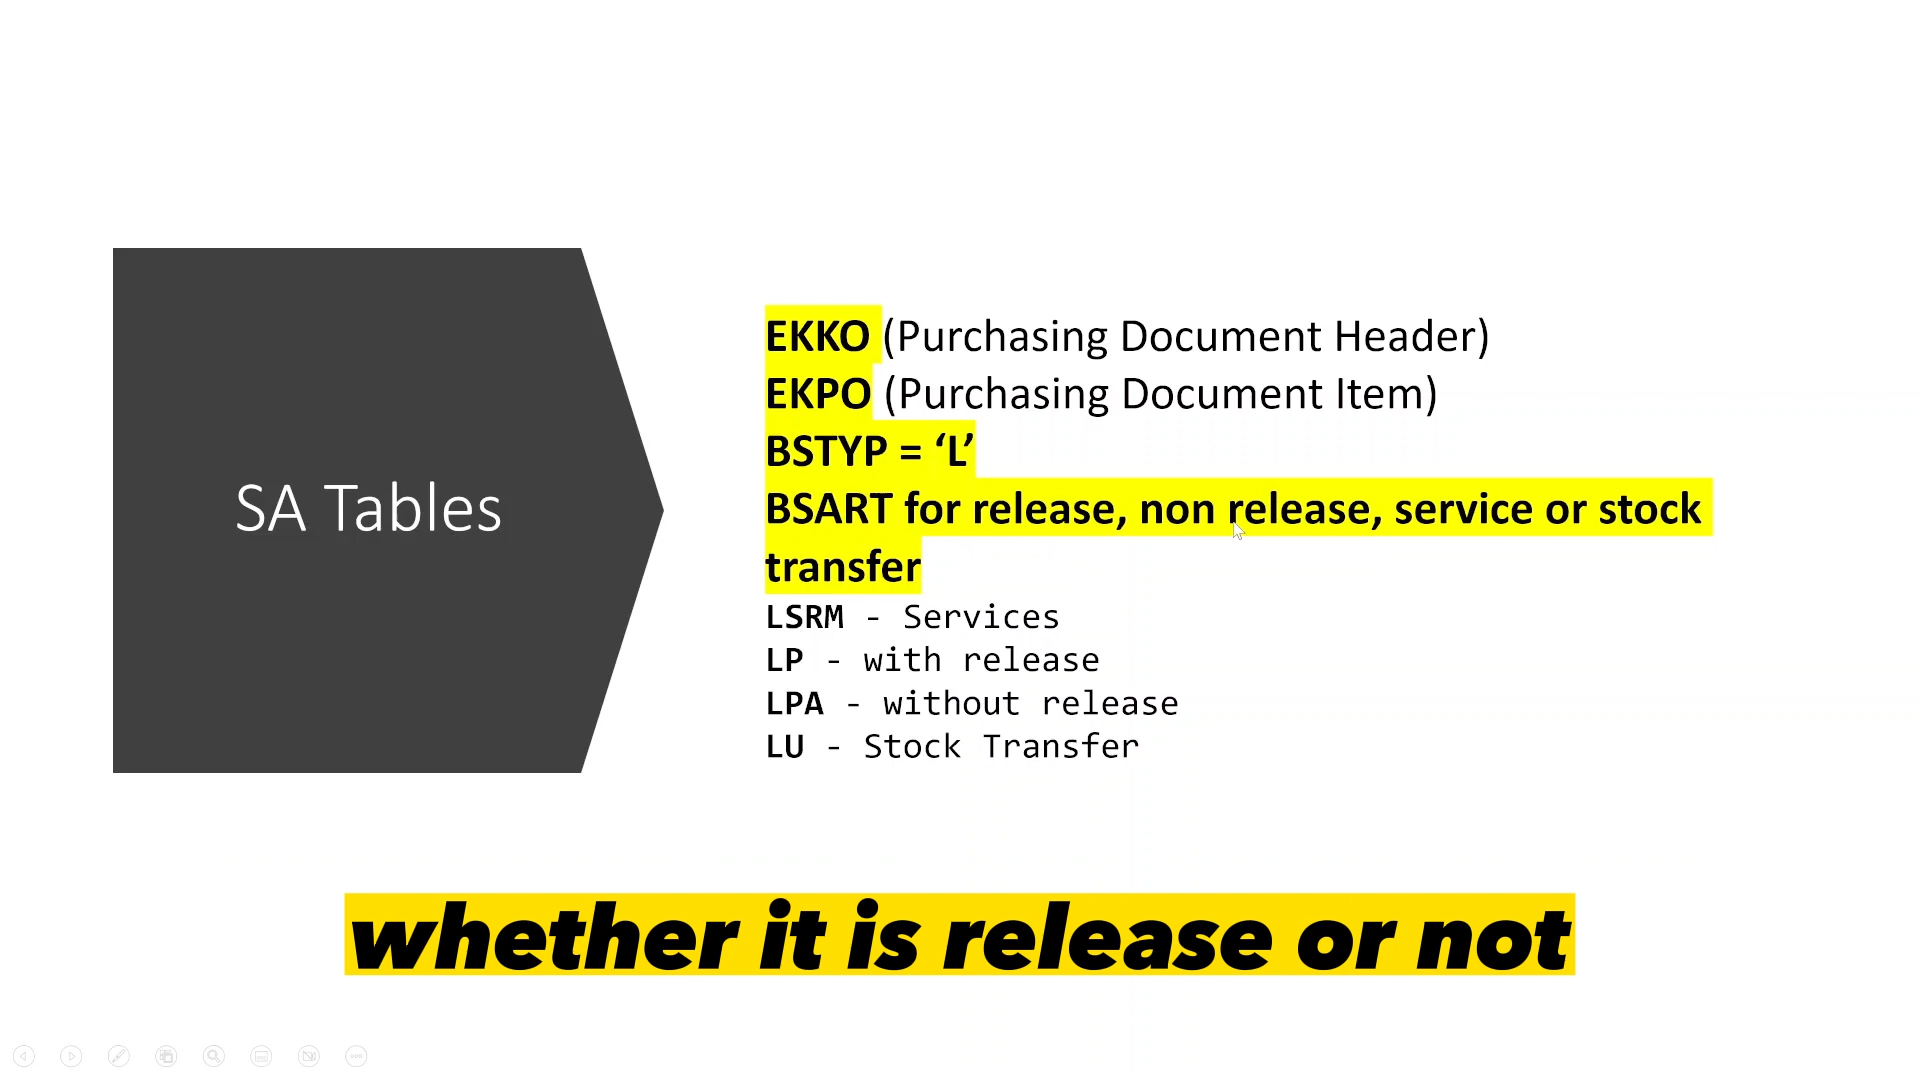 SA Tables
EKKO (Purchasing Document Header)
EKPO (Purchasing Document Item)
BSTYP = ‘L’
BSART for release, non release, service or stock
transfer
LSRM - Services
LP - with release
LPA - without release
LU - Stock Transfer
whether it is release or not